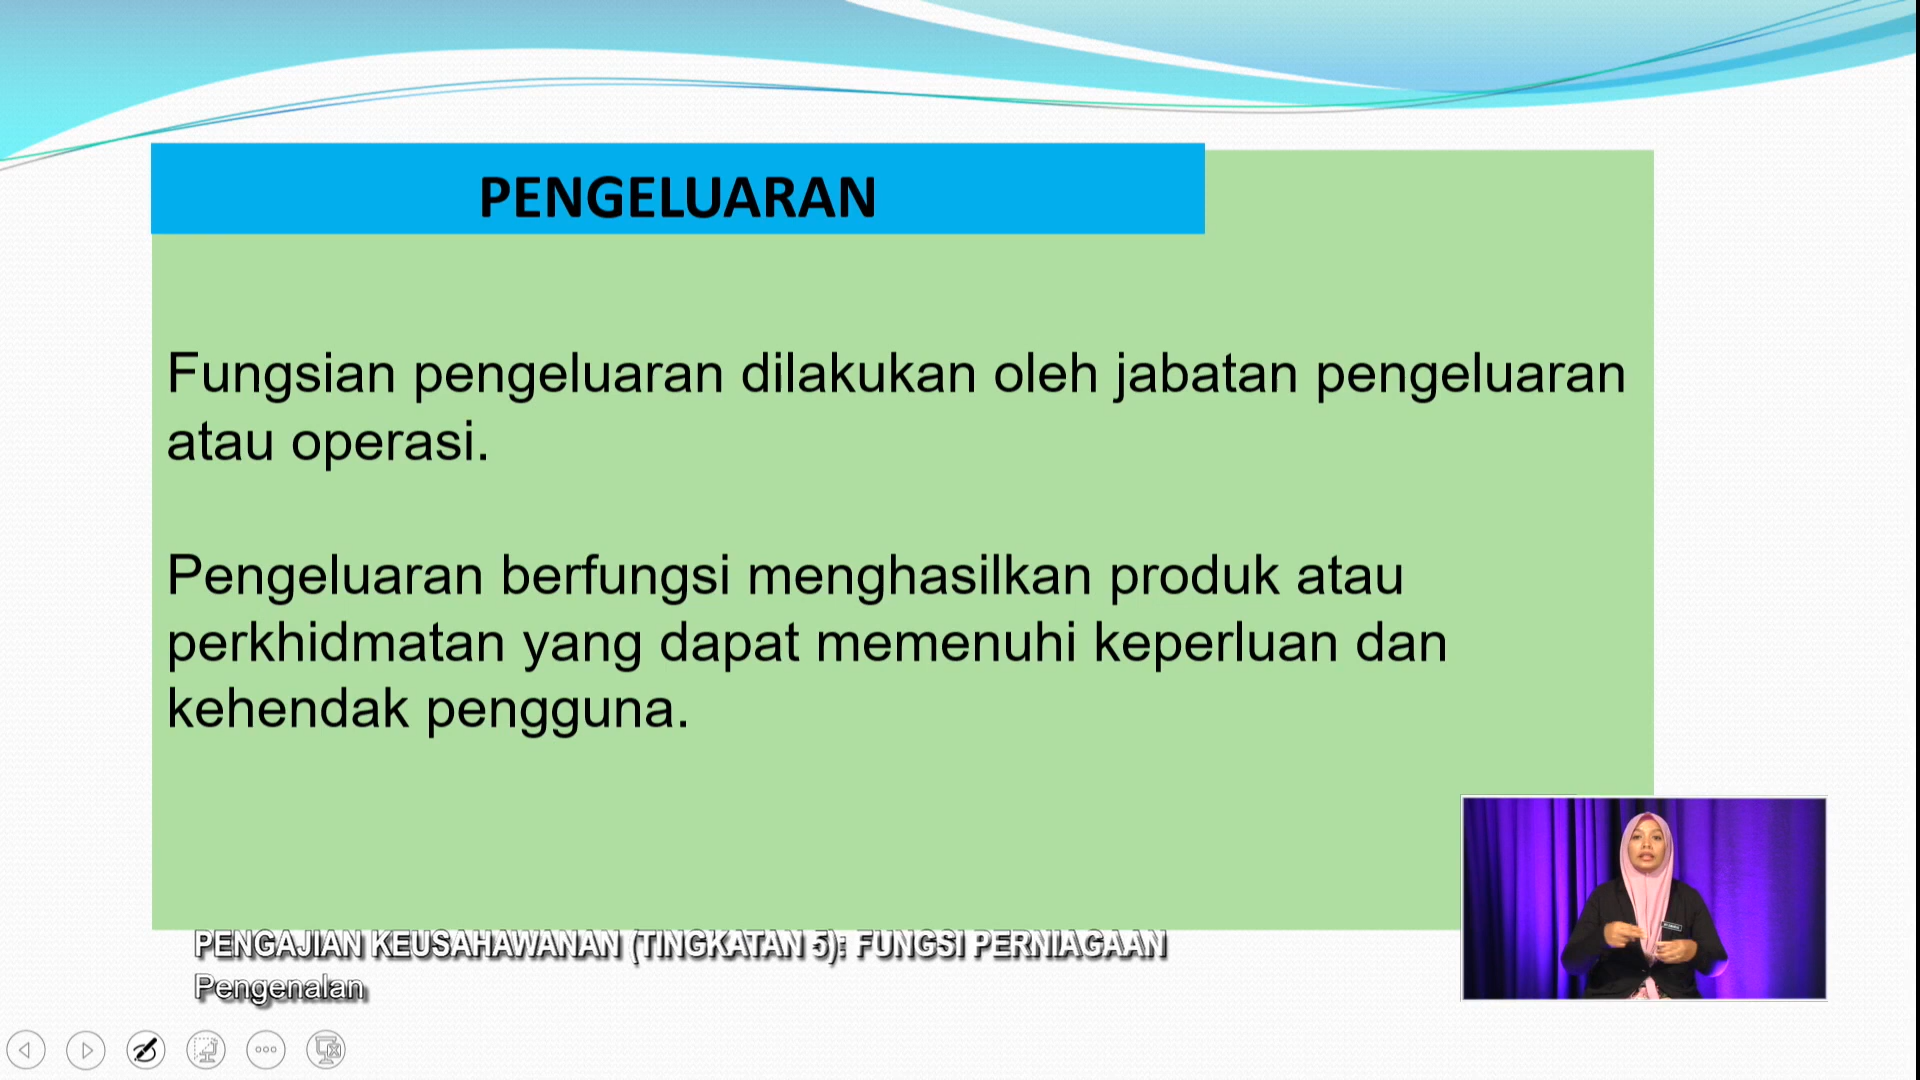 PENGELUARAN
Fungsian pengeluaran dilakukan oleh jabatan pengeluaran
atau operasi.
Pengeluaran berfungsi menghasilkan produk atau
perkhidmatan yang dapat memenuhi keperluan dan
kehendak pengguna.
PENGAJIAN KEUSAHAWANAN (TINGKATAN 5): FUNGSI PERNIAGAAN
Pengenalan